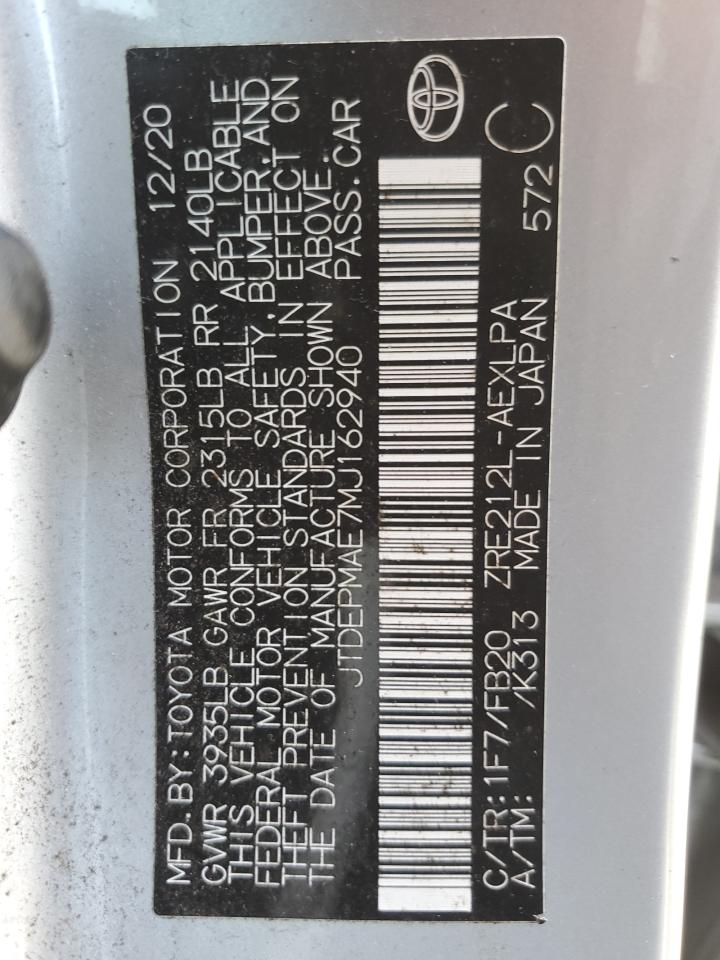 MFD. BY: TOYOTA MOTOR CORPORATION 12/20
GVWR 3935LB GAWR FR 2315LB RR 2140LB
THIS VEHICLE CONFORMS TO ALL APPLICABLE
FEDERAL MOTOR VEHICLE SAFETY, BUMPER, AND
THEFT PREVENTION STANDARDS IN EFFECT ON
THE DATE OF MANUFACTURE SHOWN ABOVE.
JTDEPMAE7MJ162940 PASS. CAR
C/TR: 1F7/FB20 ZRE212L-AEXLPA
A/TM: /K313 MADE IN JAPAN 572 C